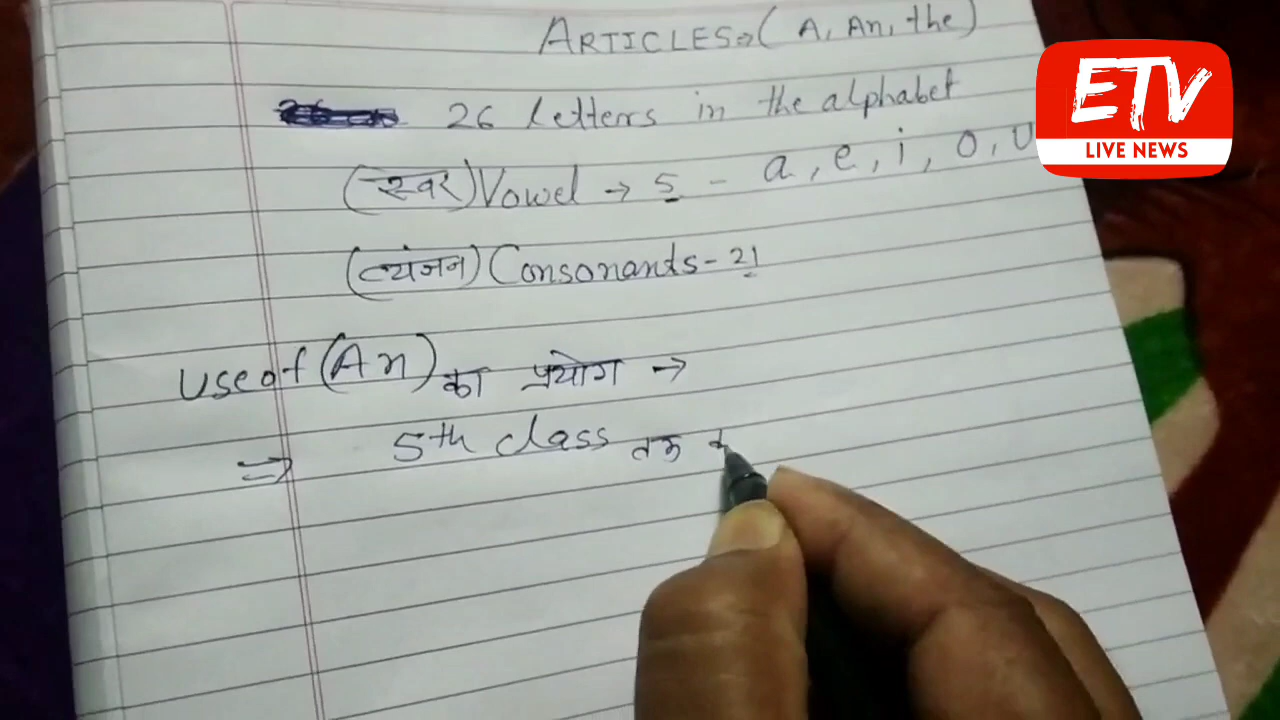 ARTICLES⇒( A, An, the)
26 letters in the alphabet
(स्वर) Vowel → 5 - a, e, i, o, U
(व्यंजन) Consonants - 21
Use of (An) का प्रयोग →
⇒ 5th class तक
ETV
LIVE NEWS